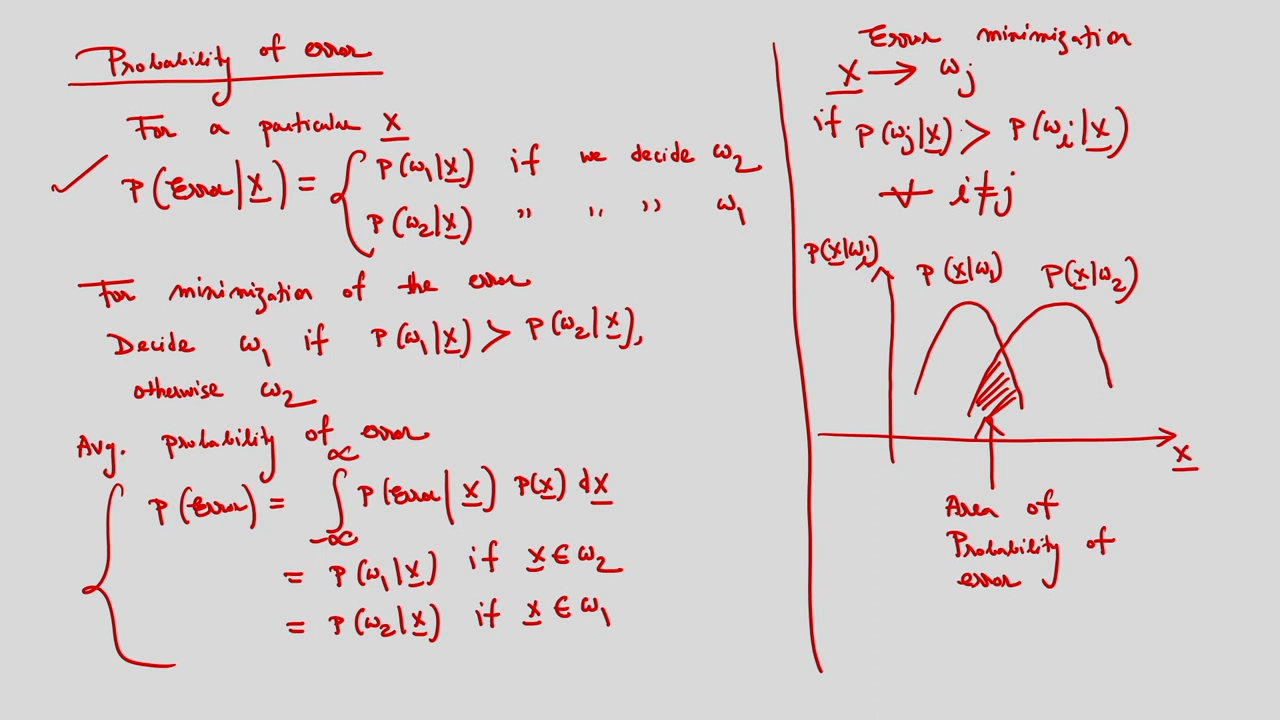 Probability of error
For a particular x
P(Error|x) = { P(ω₁|x) if we decide ω₂
P(ω₂|x) " " " ω₁
For minimization of the error
Decide ω₁ if P(ω₁|x) > P(ω₂|x),
otherwise ω₂
Avg. probability of error
P(Error) = ∫_{-∞}^{∞} P(Error|x) P(x) dx
= P(ω₁|x) if x ∈ ω₂
= P(ω₂|x) if x ∈ ω₁
Error minimization
x → ωj
if P(ωj|x) > P(ωi|x)
∀ i≠j
P(x|ωi)
P(x|ω₁) P(x|ω₂)
x
Area of
Probability of
error